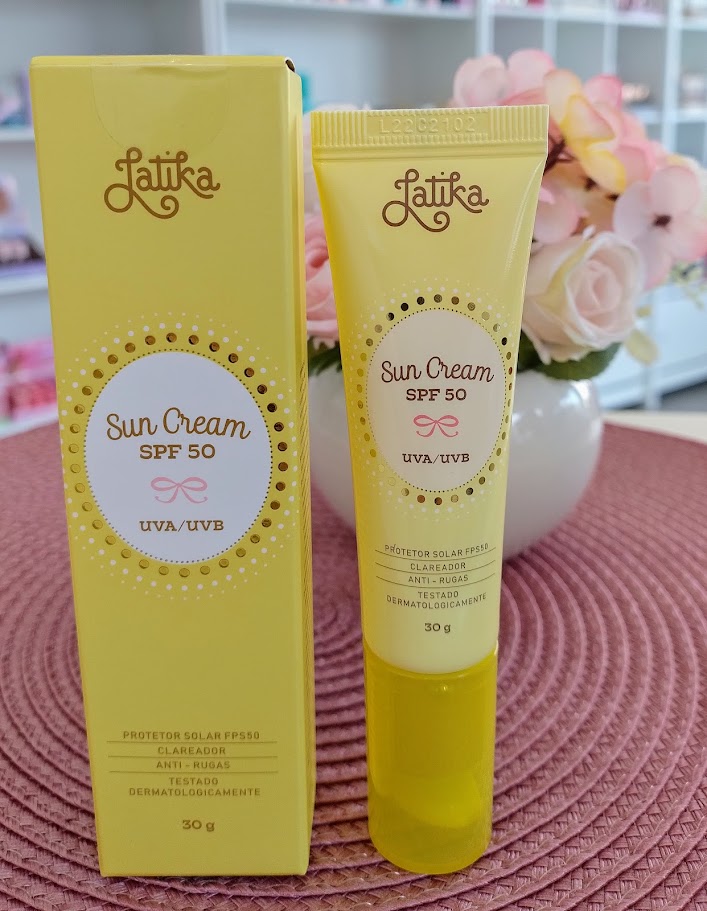 Latika
Sun Cream
SPF 50
UVA/UVB
PROTETOR SOLAR FPS50
CLAREADOR
ANTI - RUGAS
TESTADO
DERMATOLOGICAMENTE
30 g
L22C2102
Latika
Sun Cream
SPF 50
UVA/UVB
PROTETOR SOLAR FPS50
CLAREADOR
ANTI - RUGAS
TESTADO
DERMATOLOGICAMENTE
30 g